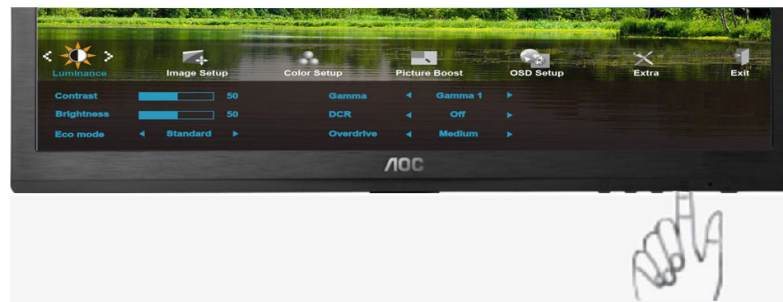 Luminance Image Setup Color Setup Picture Boost OSD Setup Extra Exit
Contrast 50 Gamma Gamma 1
Brightness 50 DCR Off
Eco mode Standard Overdrive Medium
AOC